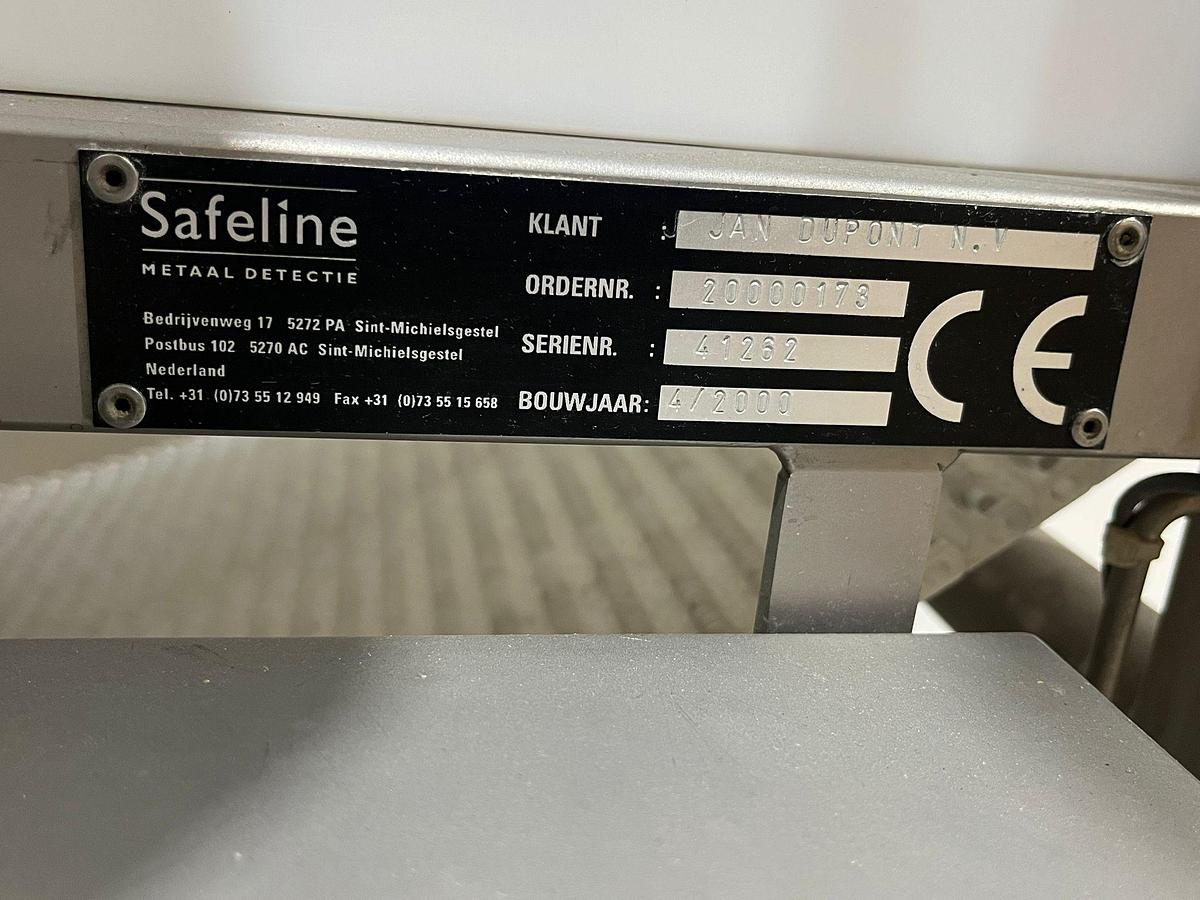 Safeline
METAAL DETECTIE
Bedrijvenweg 17 5272 PA Sint-Michielsgestel
Postbus 102 5270 AC Sint-Michielsgestel
Nederland
Tel. +31 (0)73 55 12 949 Fax +31 (0)73 55 15 658
KLANT : J JAN DUPONT N.V
ORDERNR. : 20000173
SERIENR. : 41262
BOUWJAAR: 4/2000
CE